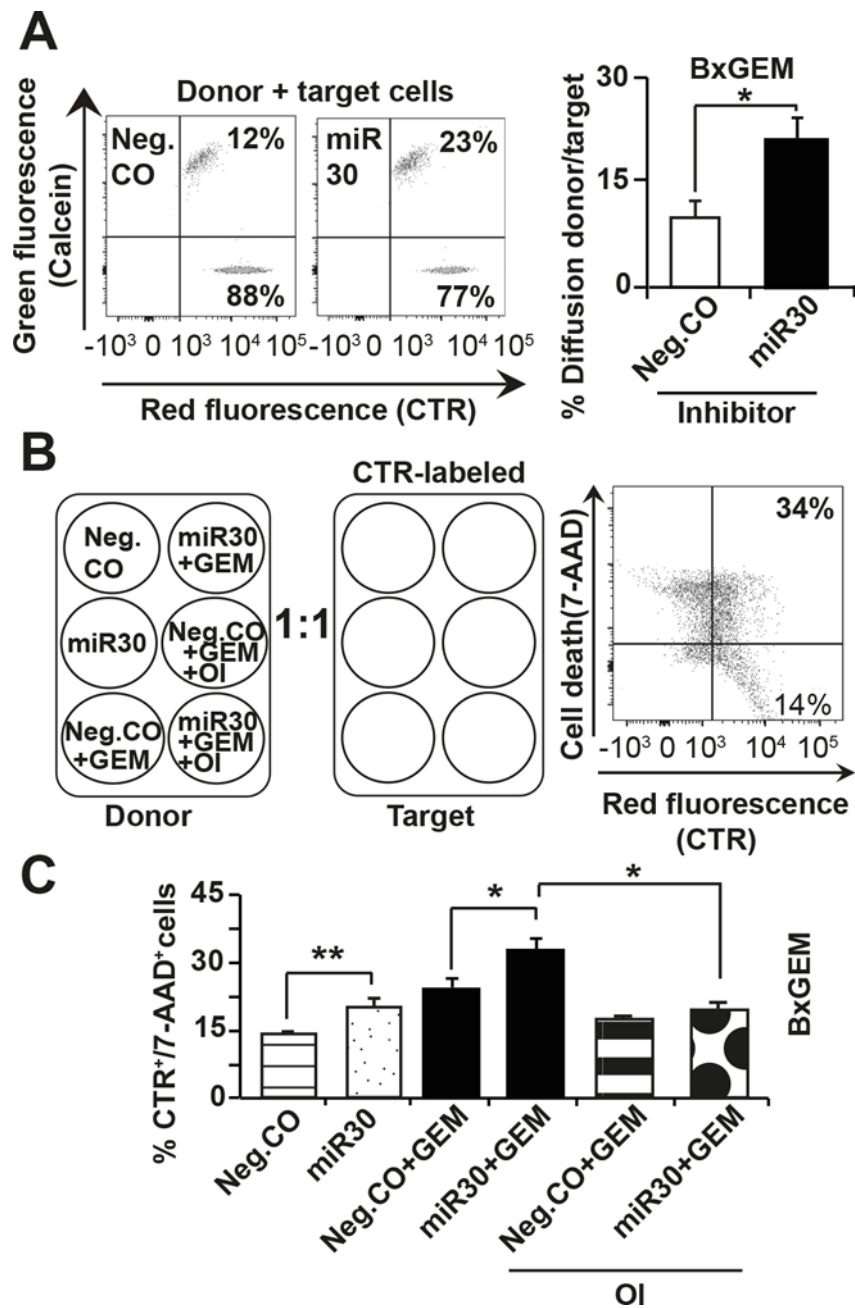 A
Donor + target cells
Green fluorescence
(Calcein)
Neg.
CO
12%
88%
miR
30
23%
77%
-10³ 0 10³ 10⁴ 10⁵
-10³ 0 10³ 10⁴ 10⁵
Red fluorescence (CTR)
BxGEM
% Diffusion donor/target
30
15
0
*
Neg.CO
miR30
Inhibitor
B
Neg.
CO
miR30
+GEM
miR30
Neg.CO
+GEM
+OI
Neg.CO
+GEM
miR30
+GEM
+OI
Donor
1:1
CTR-labeled
Target
Cell death(7-AAD)
34%
14%
-10³ 0 10³ 10⁴ 10⁵
Red fluorescence
(CTR)
C
% CTR⁺/7-AAD⁺cells
45
30
15
0
**
*
*
BxGEM
Neg.CO
miR30
Neg.CO+GEM
miR30+GEM
Neg.CO+GEM
miR30+GEM
OI